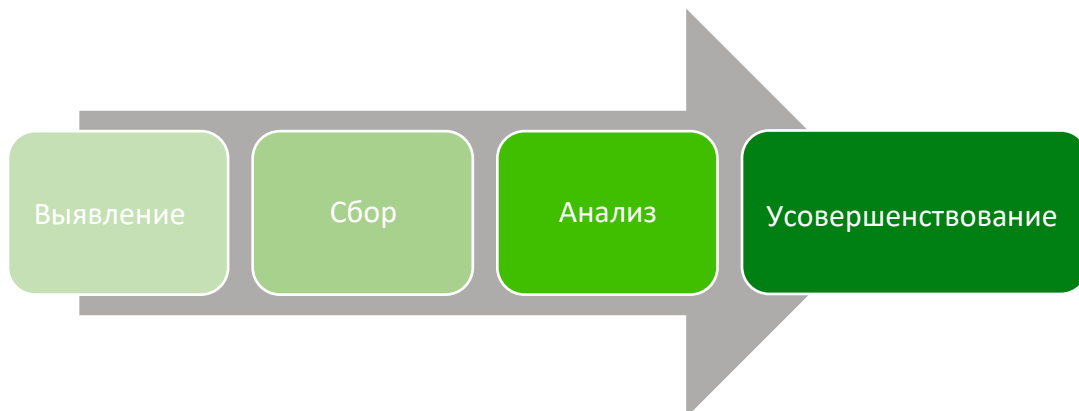 Выявление
Сбор
Анализ
Усовершенствование